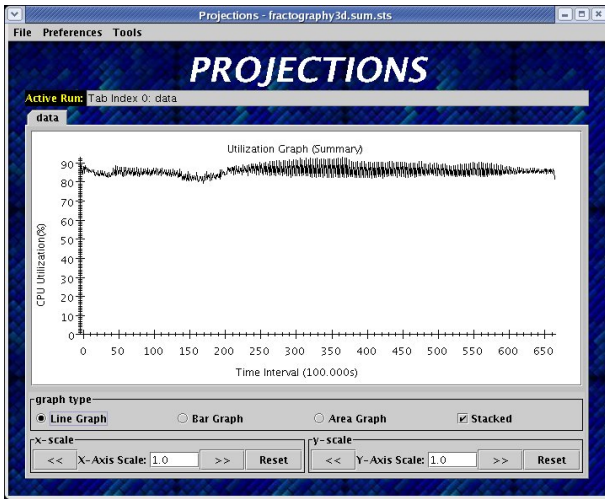 Projections - fractography3d.sum.sts
File Preferences Tools
PROJECTIONS
Active Run: Tab Index 0: data
data
Utilization Graph (Summary)
90
80
70
60
50
40
30
20
10
0
CPU Utilization(%)
0 50 100 150 200 250 300 350 400 450 500 550 600 650
Time Interval (100.000s)
graph type
Line Graph Bar Graph Area Graph Stacked
x-scale y-scale
<< X-Axis Scale: 1.0 >> Reset << Y-Axis Scale: 1.0 >> Reset